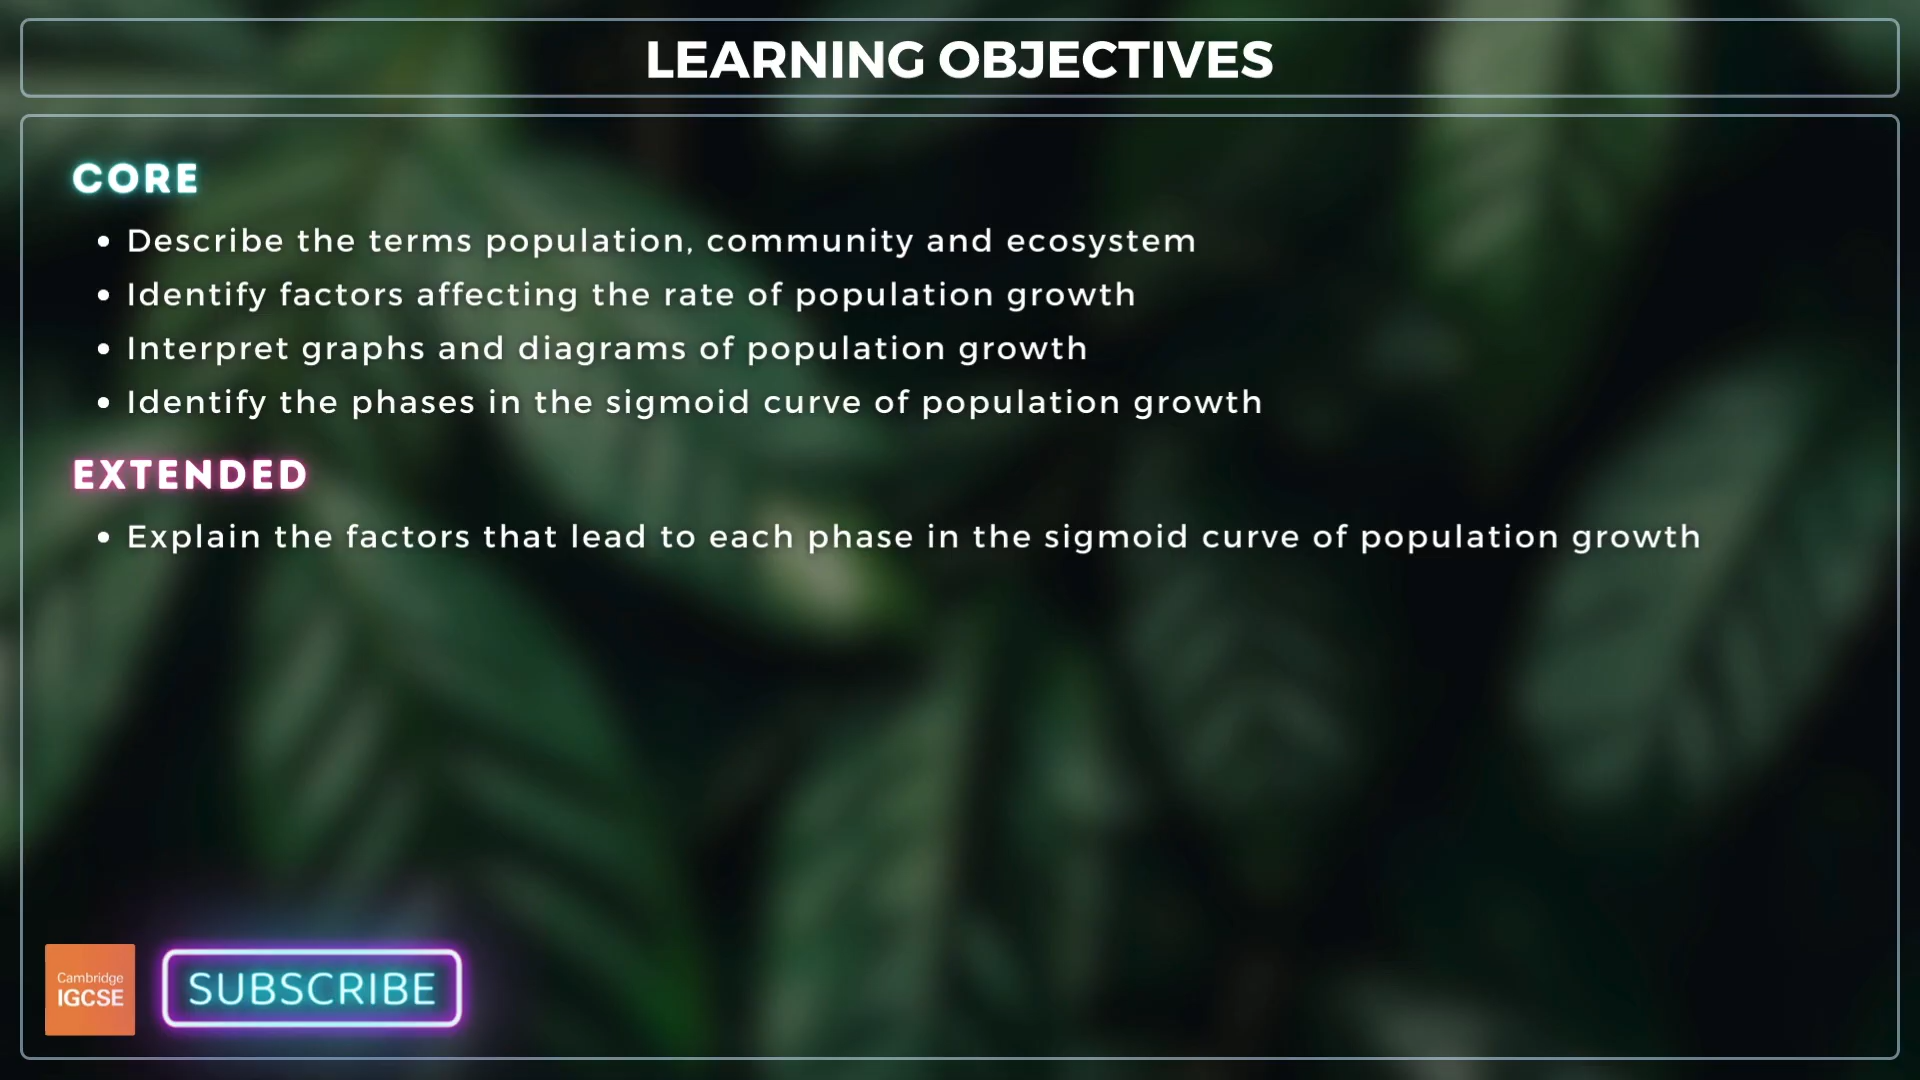 LEARNING OBJECTIVES
CORE
• Describe the terms population, community and ecosystem
• Identify factors affecting the rate of population growth
• Interpret graphs and diagrams of population growth
• Identify the phases in the sigmoid curve of population growth
EXTENDED
• Explain the factors that lead to each phase in the sigmoid curve of population growth
Cambridge
IGCSE
SUBSCRIBE